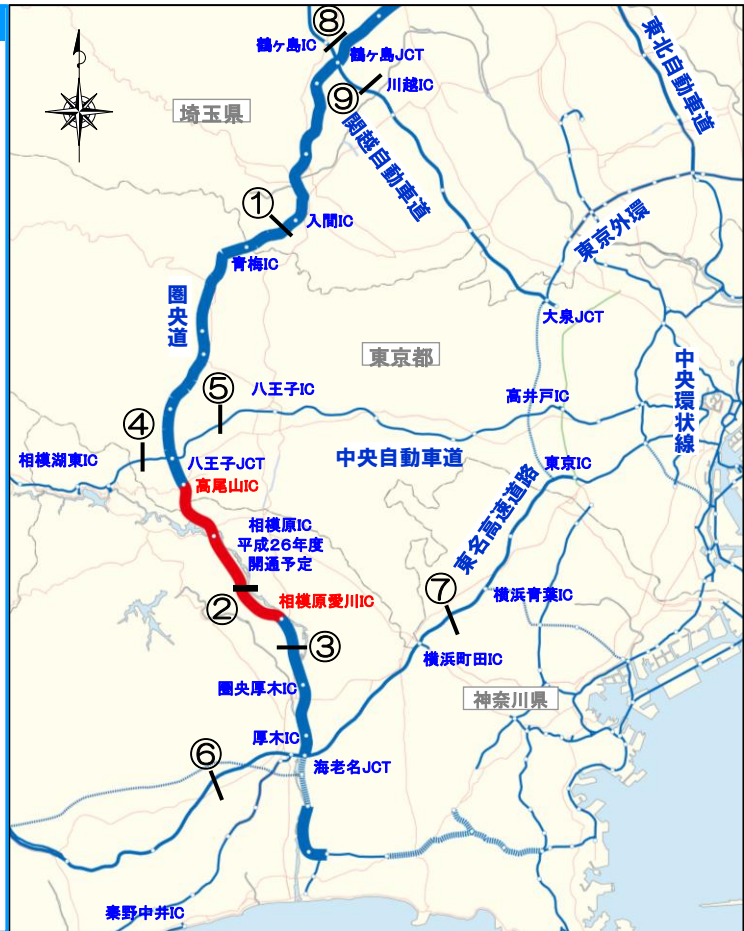 ⑧
鶴ヶ島IC
鶴ヶ島JCT
⑨
川越IC
東北自動車道
埼玉県
関越自動車道
①
入間IC
東京外環
青梅IC
圏央道
大泉JCT
東京都
中央環状線
⑤
八王子IC
高井戸IC
④
相模湖東IC
八王子JCT
中央自動車道
東京IC
高尾山IC
東名高速道路
相模原IC
平成26年度
開通予定
②
相模原愛川IC
⑦
横浜青葉IC
③
横浜町田IC
圏央厚木IC
神奈川県
厚木IC
⑥
海老名JCT
秦野中井IC